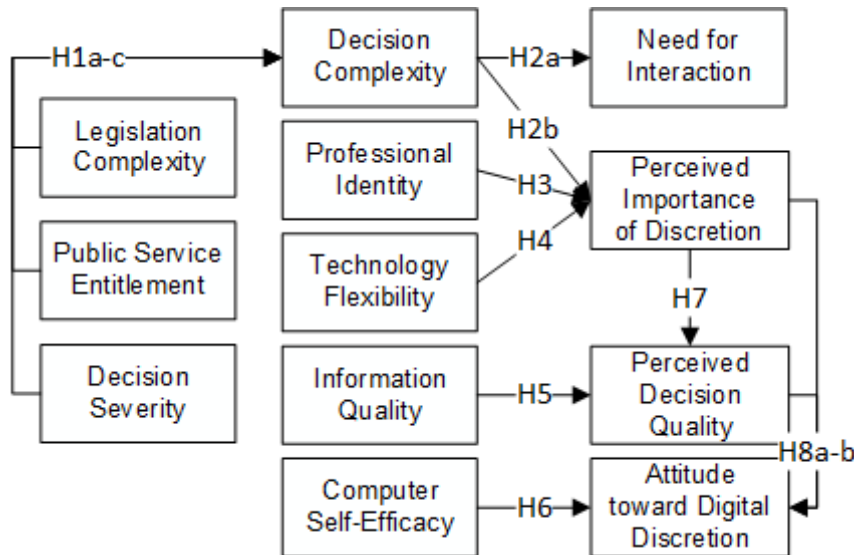 H1a-c
Decision
Complexity
H2a
Need for
Interaction
Legislation
Complexity
H2b
Professional
Identity
H3
Perceived
Importance
of Discretion
Public Service
Entitlement
Technology
Flexibility
H4
H7
Decision
Severity
Information
Quality
H5
Perceived
Decision
Quality
H8a-b
Computer
Self-Efficacy
H6
Attitude
toward Digital
Discretion